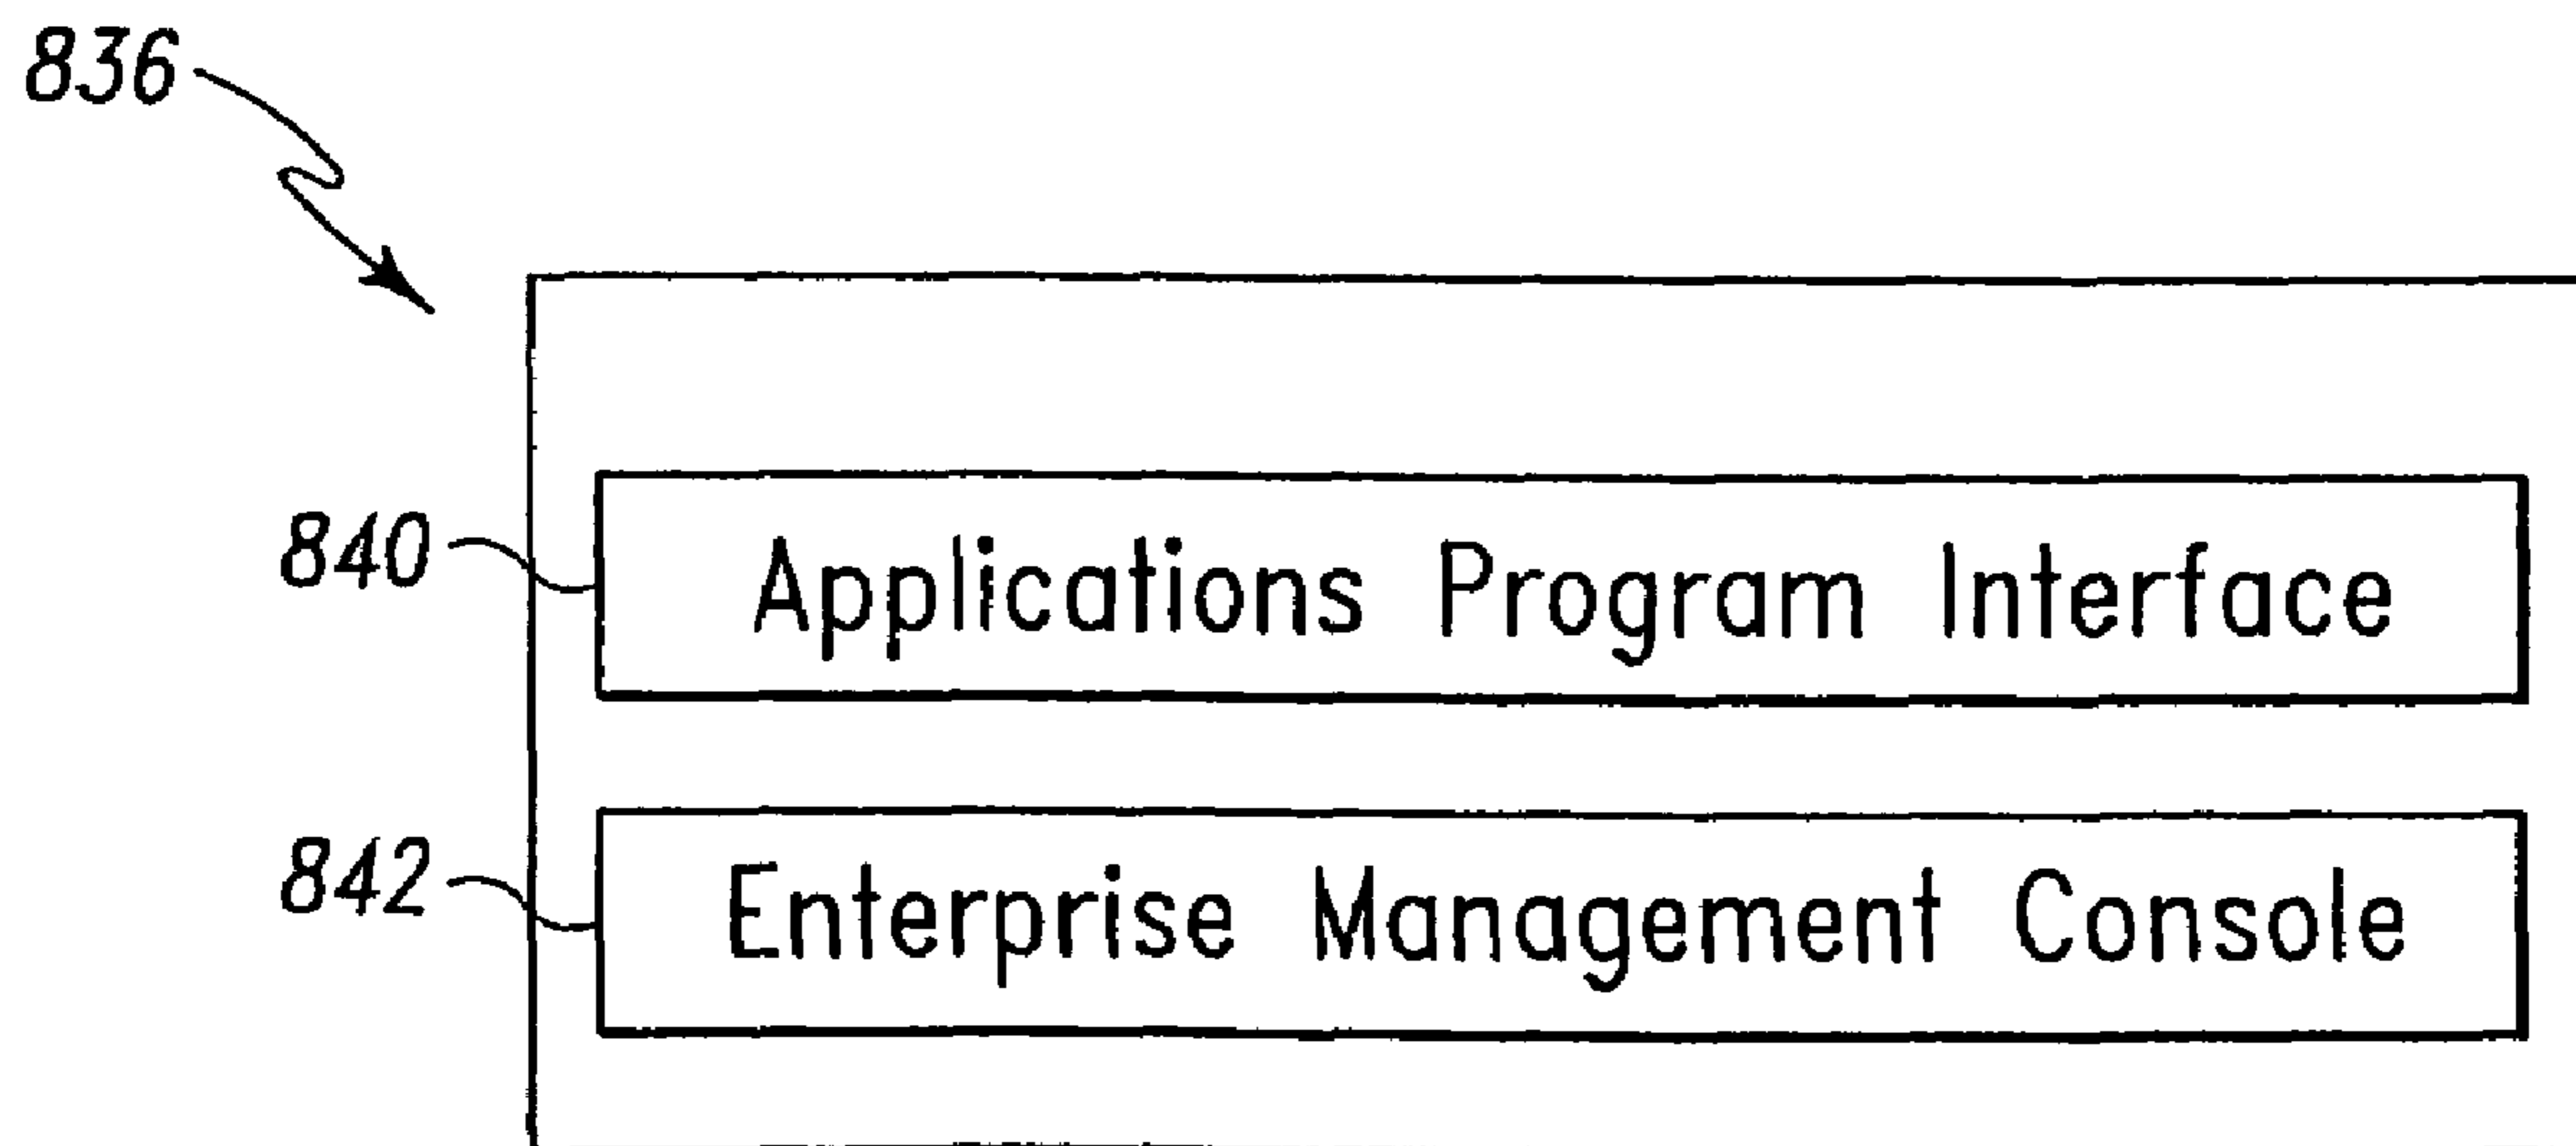 836
840 Applications Program Interface
842 Enterprise Management Console